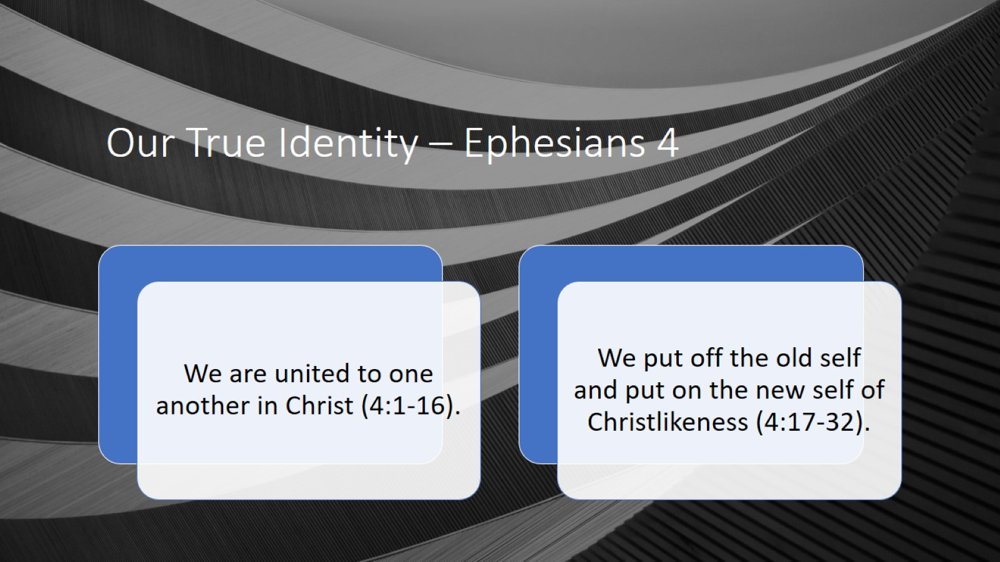 Our True Identity – Ephesians 4
We are united to one
another in Christ (4:1-16).
We put off the old self
and put on the new self of
Christlikeness (4:17-32).